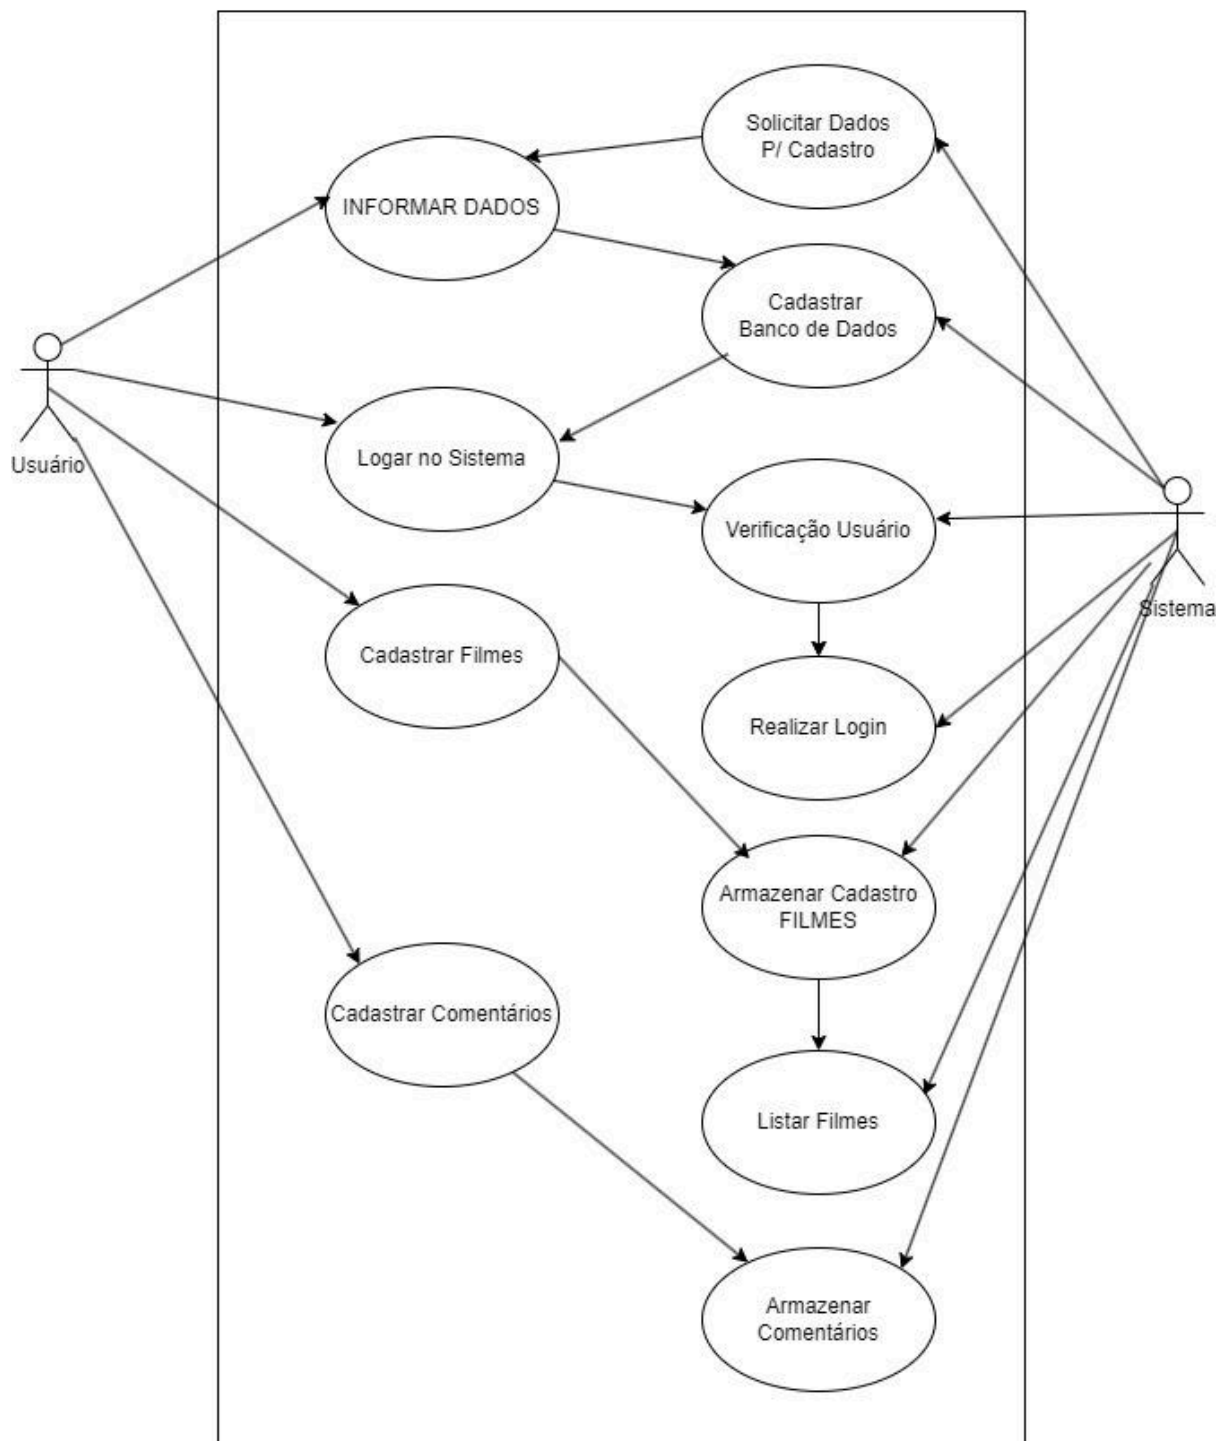 Solicitar Dados
P/ Cadastro
INFORMAR DADOS
Cadastrar
Banco de Dados
Usuário
Logar no Sistema
Verificação Usuário
Sistema
Cadastrar Filmes
Realizar Login
Armazenar Cadastro
FILMES
Cadastrar Comentários
Listar Filmes
Armazenar
Comentários